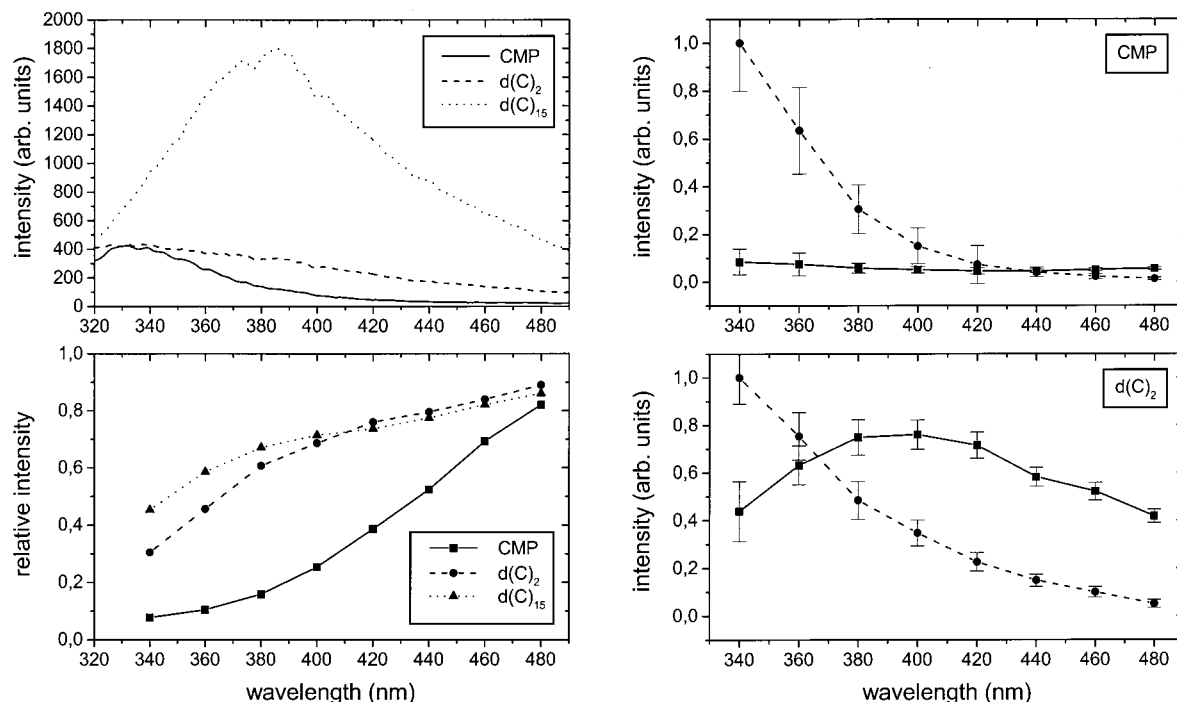 intensity (arb. units)
2000
1800
1600
1400
1200
1000
800
600
400
200
0
CMP
d(C)2
d(C)15
320 340 360 380 400 420 440 460 480
intensity (arb. units)
1,0
0,8
0,6
0,4
0,2
0,0
CMP
340 360 380 400 420 440 460 480
relative intensity
1,0
0,8
0,6
0,4
0,2
0,0
CMP
d(C)2
d(C)15
320 340 360 380 400 420 440 460 480
wavelength (nm)
intensity (arb. units)
1,0
0,8
0,6
0,4
0,2
0,0
d(C)2
340 360 380 400 420 440 460 480
wavelength (nm)